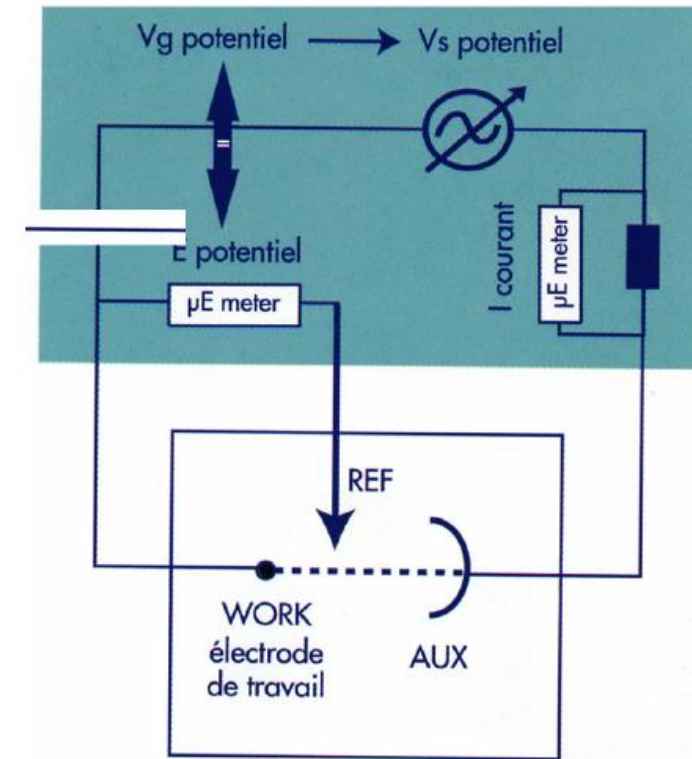 Vg potentiel → Vs potentiel
=
E potentiel
µE meter
I courant
µE meter
REF
WORK
électrode
de travail
AUX